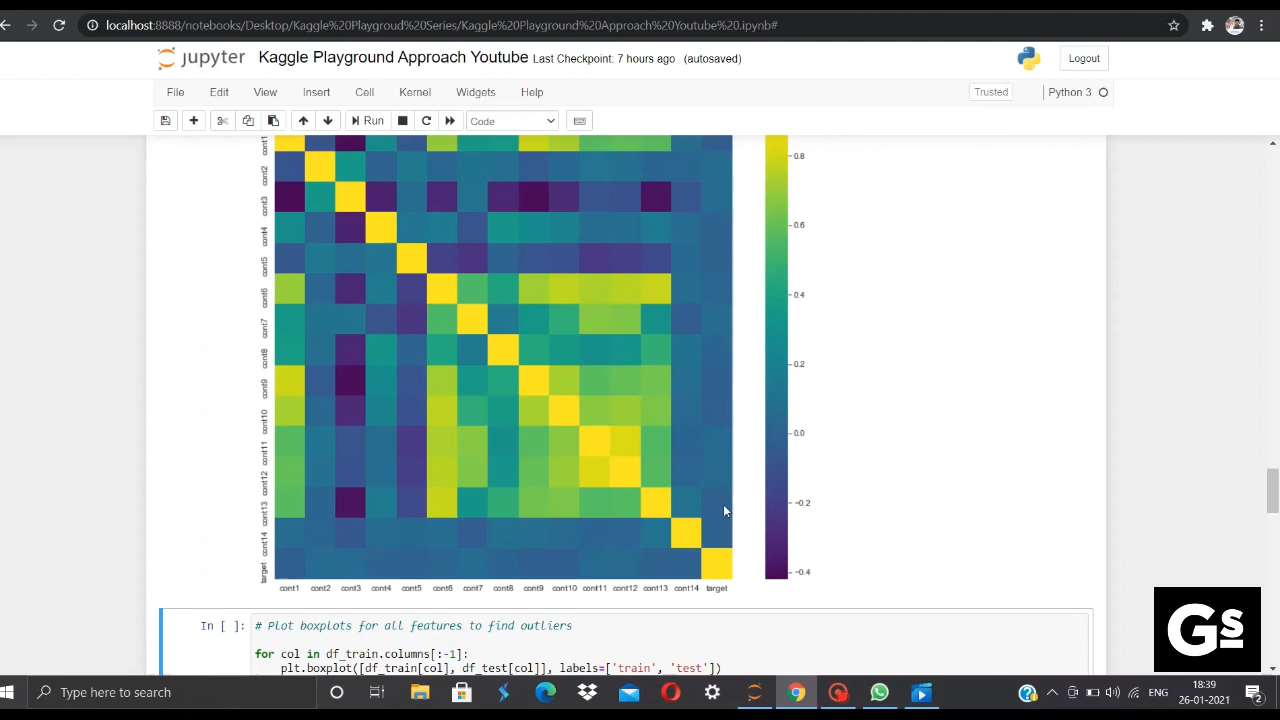 localhost:8888/notebooks/Desktop/Kaggle%20Playgroud%20Series/Kaggle%20Playground%20Approach%20Youtube%20.ipynb#
jupyter Kaggle Playground Approach Youtube Last Checkpoint: 7 hours ago (autosaved) Logout
File Edit View Insert Cell Kernel Widgets Help Trusted Python 3
Run Code
cont1
cont2
cont3
cont4
cont5
cont6
cont7
cont8
cont9
cont10
cont11
cont12
cont13
cont14
target
0.8
0.6
0.4
0.2
0.0
−0.2
−0.4
cont1 cont2 cont3 cont4 cont5 cont6 cont7 cont8 cont9 cont10 cont11 cont12 cont13 cont14 target
In [ ]: # Plot boxplots for all features to find outliers
for col in df_train.columns[:-1]:
plt.boxplot([df_train[col], df_test[col]], labels=['train', 'test'])
Gs
Type here to search
ENG
18:39
26-01-2021
2